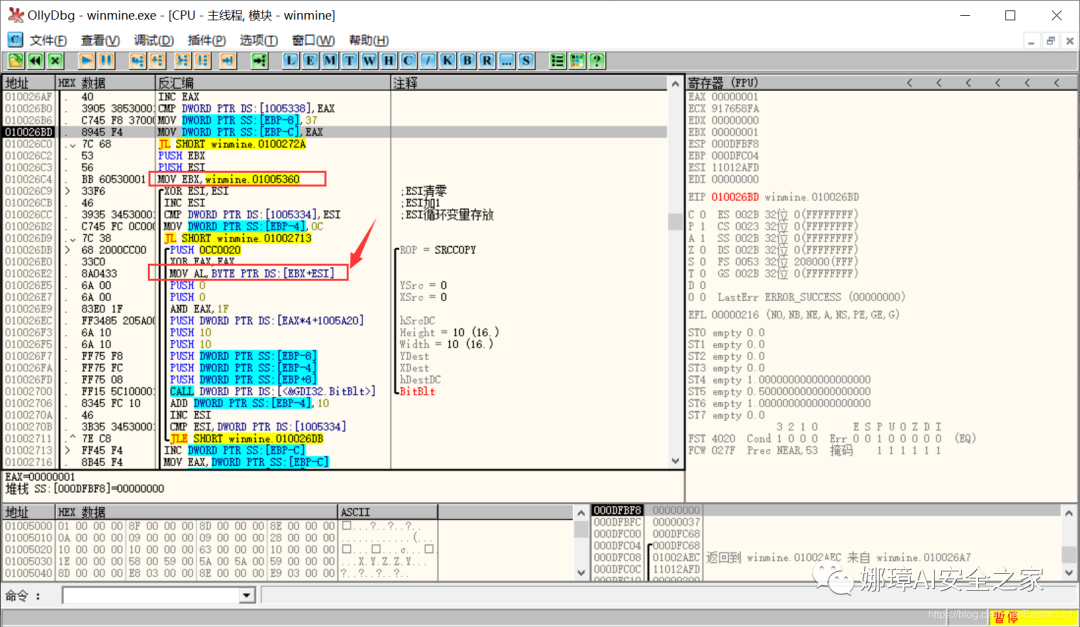 OllyDbg - winmine.exe - [CPU - 主线程, 模块 - winmine]
文件(F) 查看(V) 调试(D) 插件(P) 选项(T) 窗口(W) 帮助(H)
L E M T W H C / K B R ... S
地址 HEX 数据 反汇编 注释
010026AF . 40 INC EAX
010026B0 . 3905 38530001 CMP DWORD PTR DS:[1005338],EAX
010026B6 . C745 F8 37000 MOV DWORD PTR SS:[EBP-8],37
010026BD . 8945 F4 MOV DWORD PTR SS:[EBP-C],EAX
010026C0 . 7C 68 JL SHORT winmine.0100272A
010026C2 . 53 PUSH EBX
010026C3 . 56 PUSH ESI
010026C4 . BB 60530001 MOV EBX,winmine.01005360
010026C9 > 33F6 XOR ESI,ESI ;ESI清零
010026CB . 46 INC ESI ;ESI加1
010026CC . 3935 34530001 CMP DWORD PTR DS:[1005334],ESI ;ESI循环变量存放
010026D2 . C745 FC 0C000 MOV DWORD PTR SS:[EBP-4],0C
010026D9 . 7C 38 JL SHORT winmine.01002713
010026DB > 68 2000CC00 PUSH 0CC0020 ROP = SRCCOPY
010026E0 . 33C0 XOR EAX,EAX
010026E2 . 8A0433 MOV AL,BYTE PTR DS:[EBX+ESI]
010026E5 . 6A 00 PUSH 0 YSrc = 0
010026E7 . 6A 00 PUSH 0 XSrc = 0
010026E9 . 83E0 1F AND EAX,1F
010026EC . FF3485 205A00 PUSH DWORD PTR DS:[EAX*4+1005A20] hSrcDC
010026F3 . 6A 10 PUSH 10 Height = 10 (16.)
010026F5 . 6A 10 PUSH 10 Width = 10 (16.)
010026F7 . FF75 F8 PUSH DWORD PTR SS:[EBP-8] YDest
010026FA . FF75 FC PUSH DWORD PTR SS:[EBP-4] XDest
010026FD . FF75 08 PUSH DWORD PTR SS:[EBP+8] hDestDC
01002700 . FF15 5C100001 CALL DWORD PTR DS:[<&GDI32.BitBlt>] BitBlt
01002706 . 8345 FC 10 ADD DWORD PTR SS:[EBP-4],10
0100270A . 46 INC ESI
0100270B . 3B35 34530001 CMP ESI,DWORD PTR DS:[1005334]
01002711 .^ 7E C8 JLE SHORT winmine.010026DB
01002713 > FF45 F4 INC DWORD PTR SS:[EBP-C]
01002716 . 8B45 F4 MOV EAX,DWORD PTR SS:[EBP-C]
寄存器 (FPU) < < < < < <
EAX 00000001
ECX 917658FA
EDX 00000000
EBX 00000001
ESP 000DFBF8
EBP 000DFC04
ESI 11012AFD
EDI 00000000
EIP 010026BD winmine.010026BD
C 0 ES 002B 32位 0(FFFFFFFF)
P 1 CS 0023 32位 0(FFFFFFFF)
A 1 SS 002B 32位 0(FFFFFFFF)
Z 0 DS 002B 32位 0(FFFFFFFF)
S 0 FS 0053 32位 208000(FFF)
T 0 GS 002B 32位 0(FFFFFFFF)
D 0
O 0 LastErr ERROR_SUCCESS (00000000)
EFL 00000216 (NO,NB,NE,A,NS,PE,GE,G)
ST0 empty 0.0
ST1 empty 0.0
ST2 empty 0.0
ST3 empty 0.0
ST4 empty 1.0000000000000000000
ST5 empty 0.5000000000000000000
ST6 empty 1.0000000000000000000
ST7 empty 0.0
3 2 1 0 E S P U O Z D I
FST 4020 Cond 1 0 0 0 Err 0 0 1 0 0 0 0 0 (EQ)
FCW 027F Prec NEAR,53 掩码 1 1 1 1 1 1
EAX=00000001
堆栈 SS:[000DFBF8]=00000000
地址 HEX 数据 ASCII
01005000 01 00 00 00 8F 00 00 00 8D 00 00 00 8E 00 00 00 □...?..?..?..
01005010 0A 00 00 00 09 00 00 00 09 00 00 00 28 00 00 00 ............(...
01005020 10 00 00 00 10 00 00 00 63 00 00 00 10 00 00 00 □...□...c...□
01005030 1E 00 00 00 58 00 59 00 5A 00 5A 00 59 00 00 00 ...X.Y.Z.Z.Y...
01005040 8D 00 00 00 E8 03 00 00 8E 00 00 00 E9 03 00 00 ?..?..?..?..
000DFBF8 00000000
000DFBFC 00000037
000DFC00 000DFC68
000DFC04 000DFC68
000DFC08 01002AEC 返回到 winmine.01002AEC 来自 winmine.010026A7
000DFC0C 11012AFD
娜璋AI安全之家
命令：
暂停